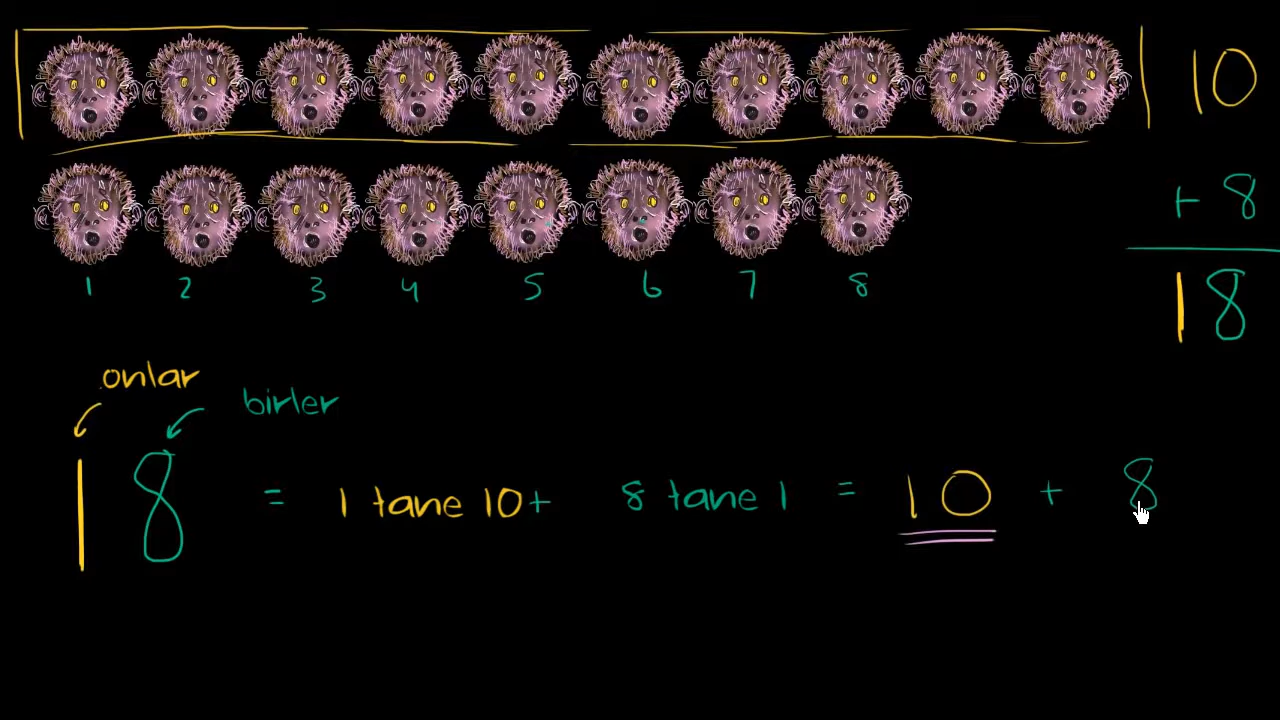 10
+ 8
18
1 2 3 4 5 6 7 8
onlar
birler
18 = 1 tane 10 + 8 tane 1 = 10 + 8